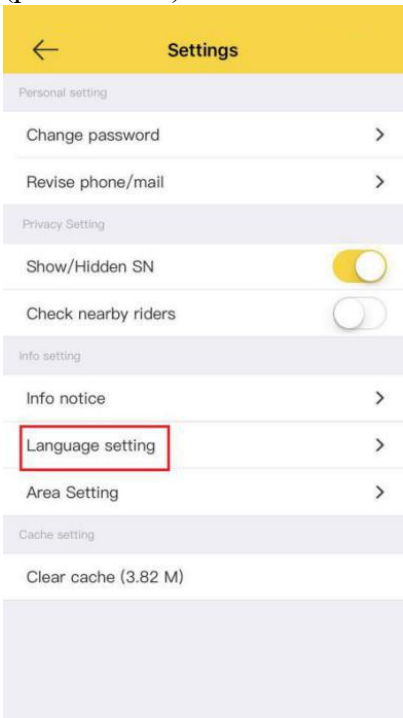 Settings
Personal setting
Change password
Revise phone/mail
Privacy Setting
Show/Hidden SN
Check nearby riders
Info setting
Info notice
Language setting
Area Setting
Cache setting
Clear cache (3.82 M)